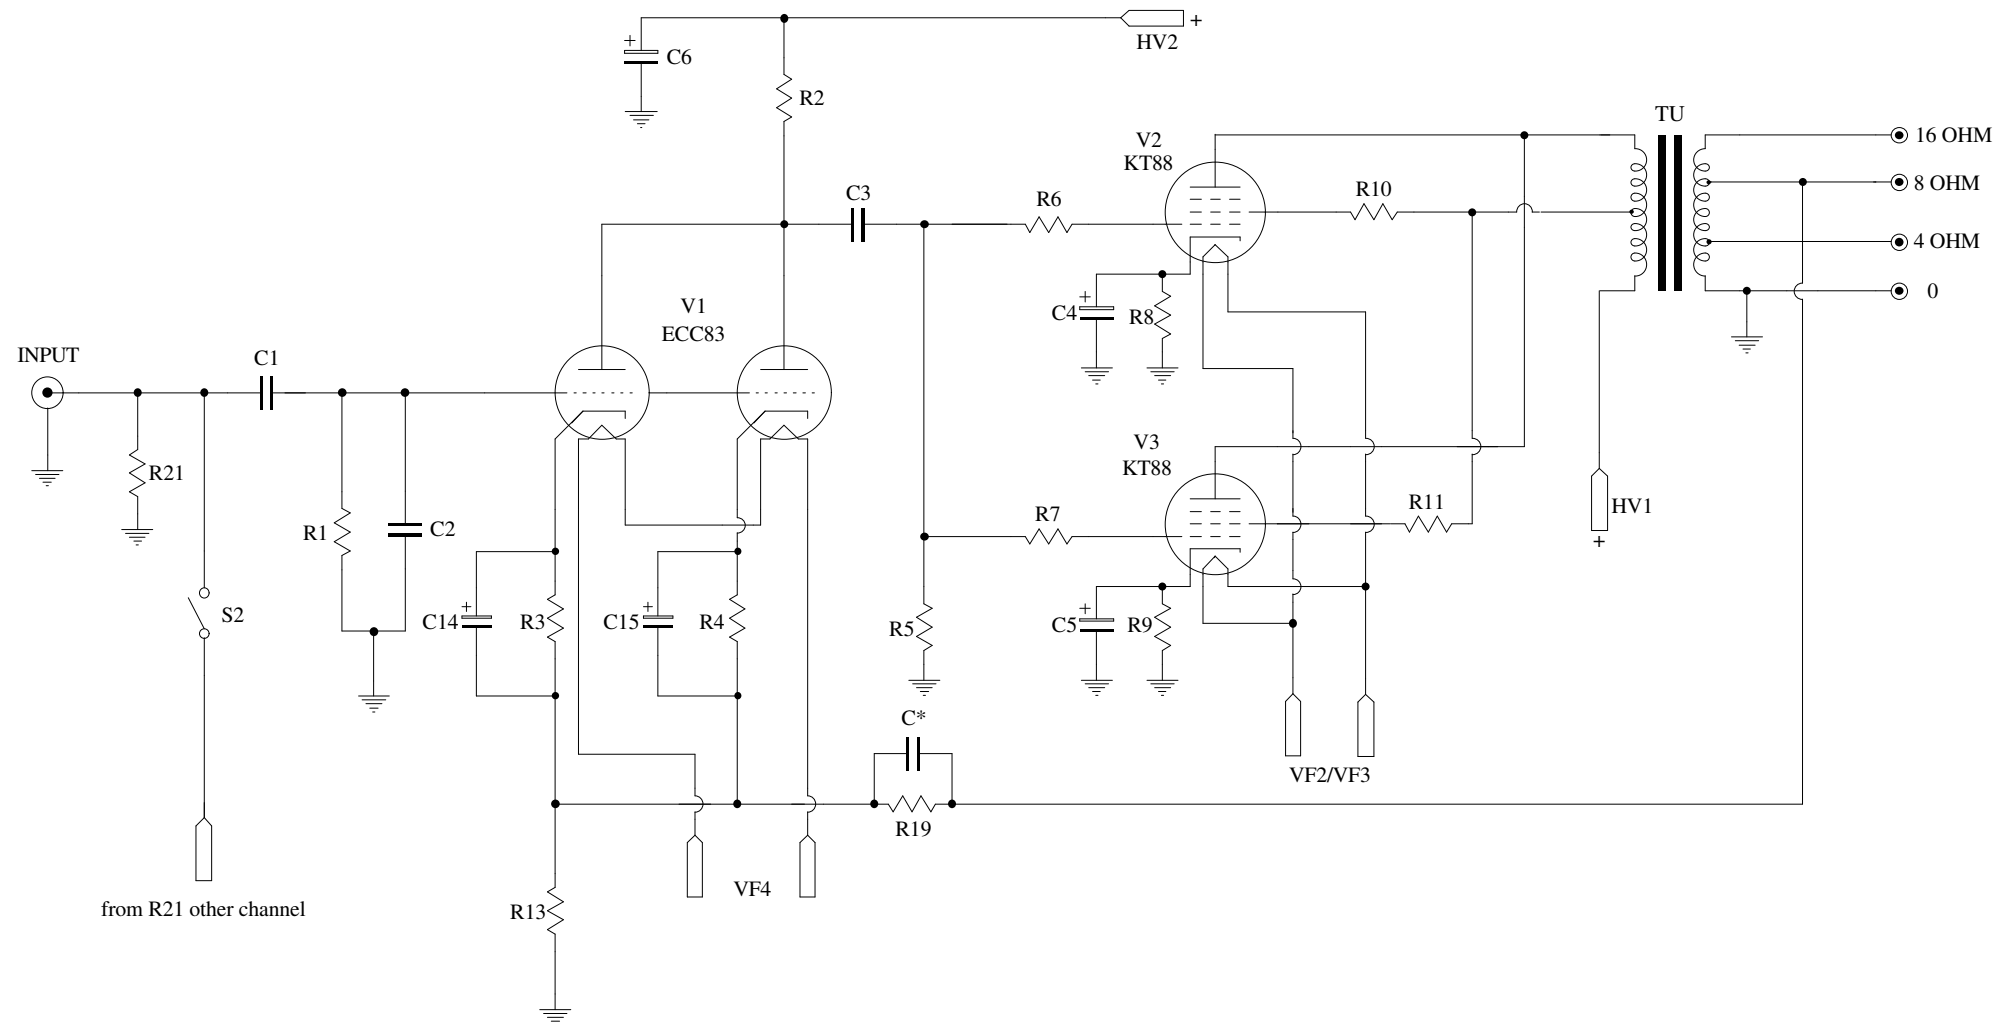 +
HV2
+
C6
R2
TU
16 OHM
V2
KT88
C3
R6
R10
8 OHM
4 OHM
0
V1
ECC83
+
C4
R8
INPUT
C1
V3
KT88
R21
R1
C2
R7
R11
HV1
+
S2
+
C14
R3
+
C15
R4
R5
+
C5
R9
C*
VF2/VF3
R19
VF4
from R21 other channel
R13